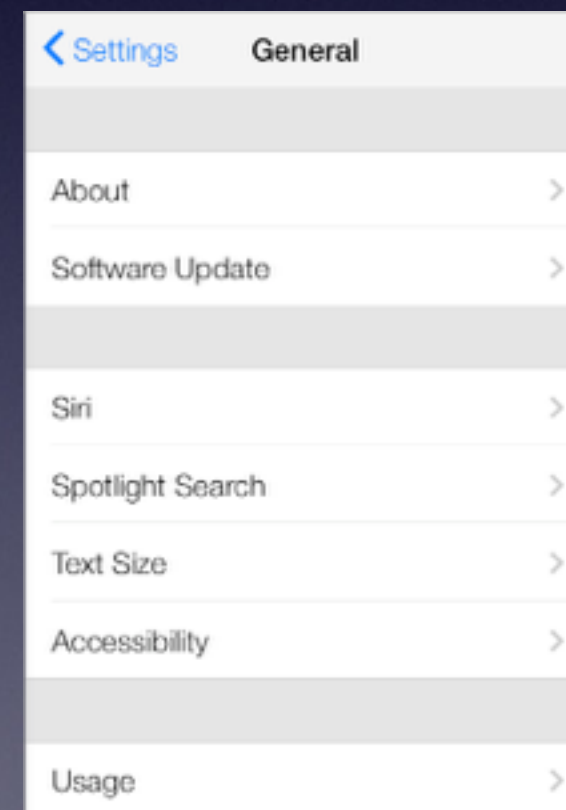 Settings General
About
Software Update
Siri
Spotlight Search
Text Size
Accessibility
Usage